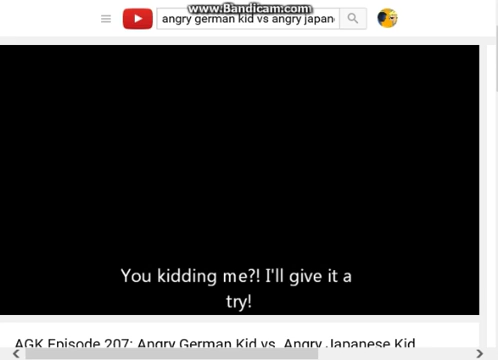 www.Bandicam.com
angry german kid vs angry japan
You kidding me?! I'll give it a
try!
AGK Episode 207: Angry German Kid vs. Angry Japanese Kid